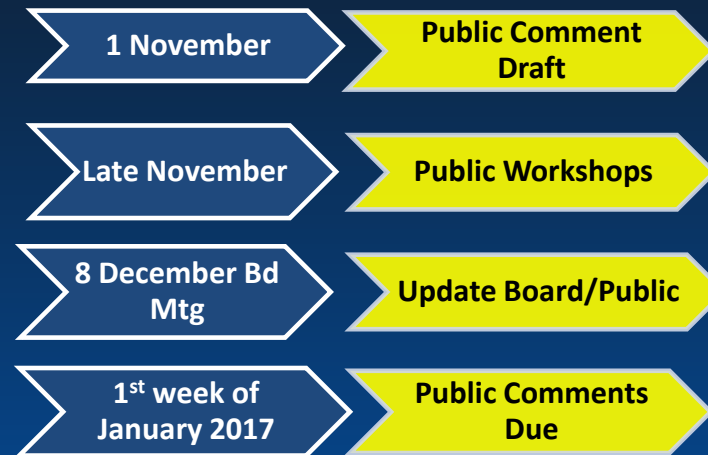 1 November
Public Comment
Draft
Late November
Public Workshops
8 December Bd
Mtg
Update Board/Public
1st week of
January 2017
Public Comments
Due